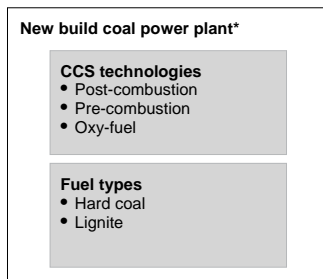 New build coal power plant*
CCS technologies
• Post-combustion
• Pre-combustion
• Oxy-fuel
Fuel types
• Hard coal
• Lignite